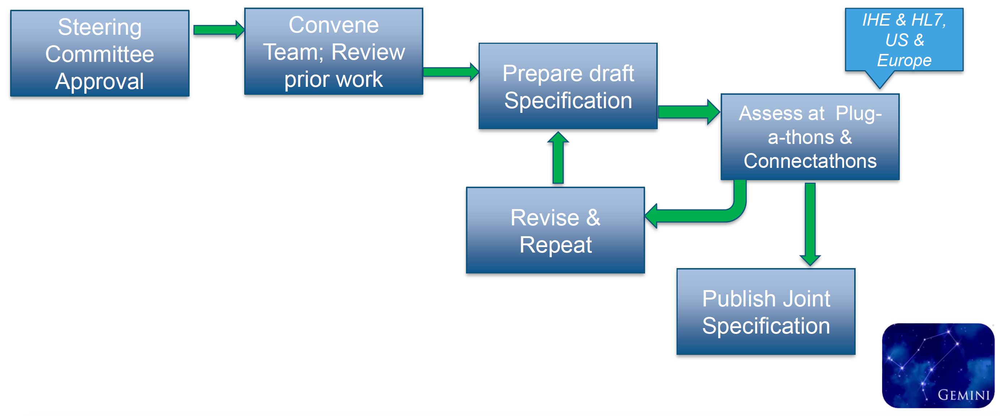 Steering
Committee
Approval
Convene
Team; Review
prior work
Prepare draft
Specification
IHE & HL7,
US &
Europe
Assess at  Plug-
a-thons &
Connectathons
Revise &
Repeat
Publish Joint
Specification
GEMINI